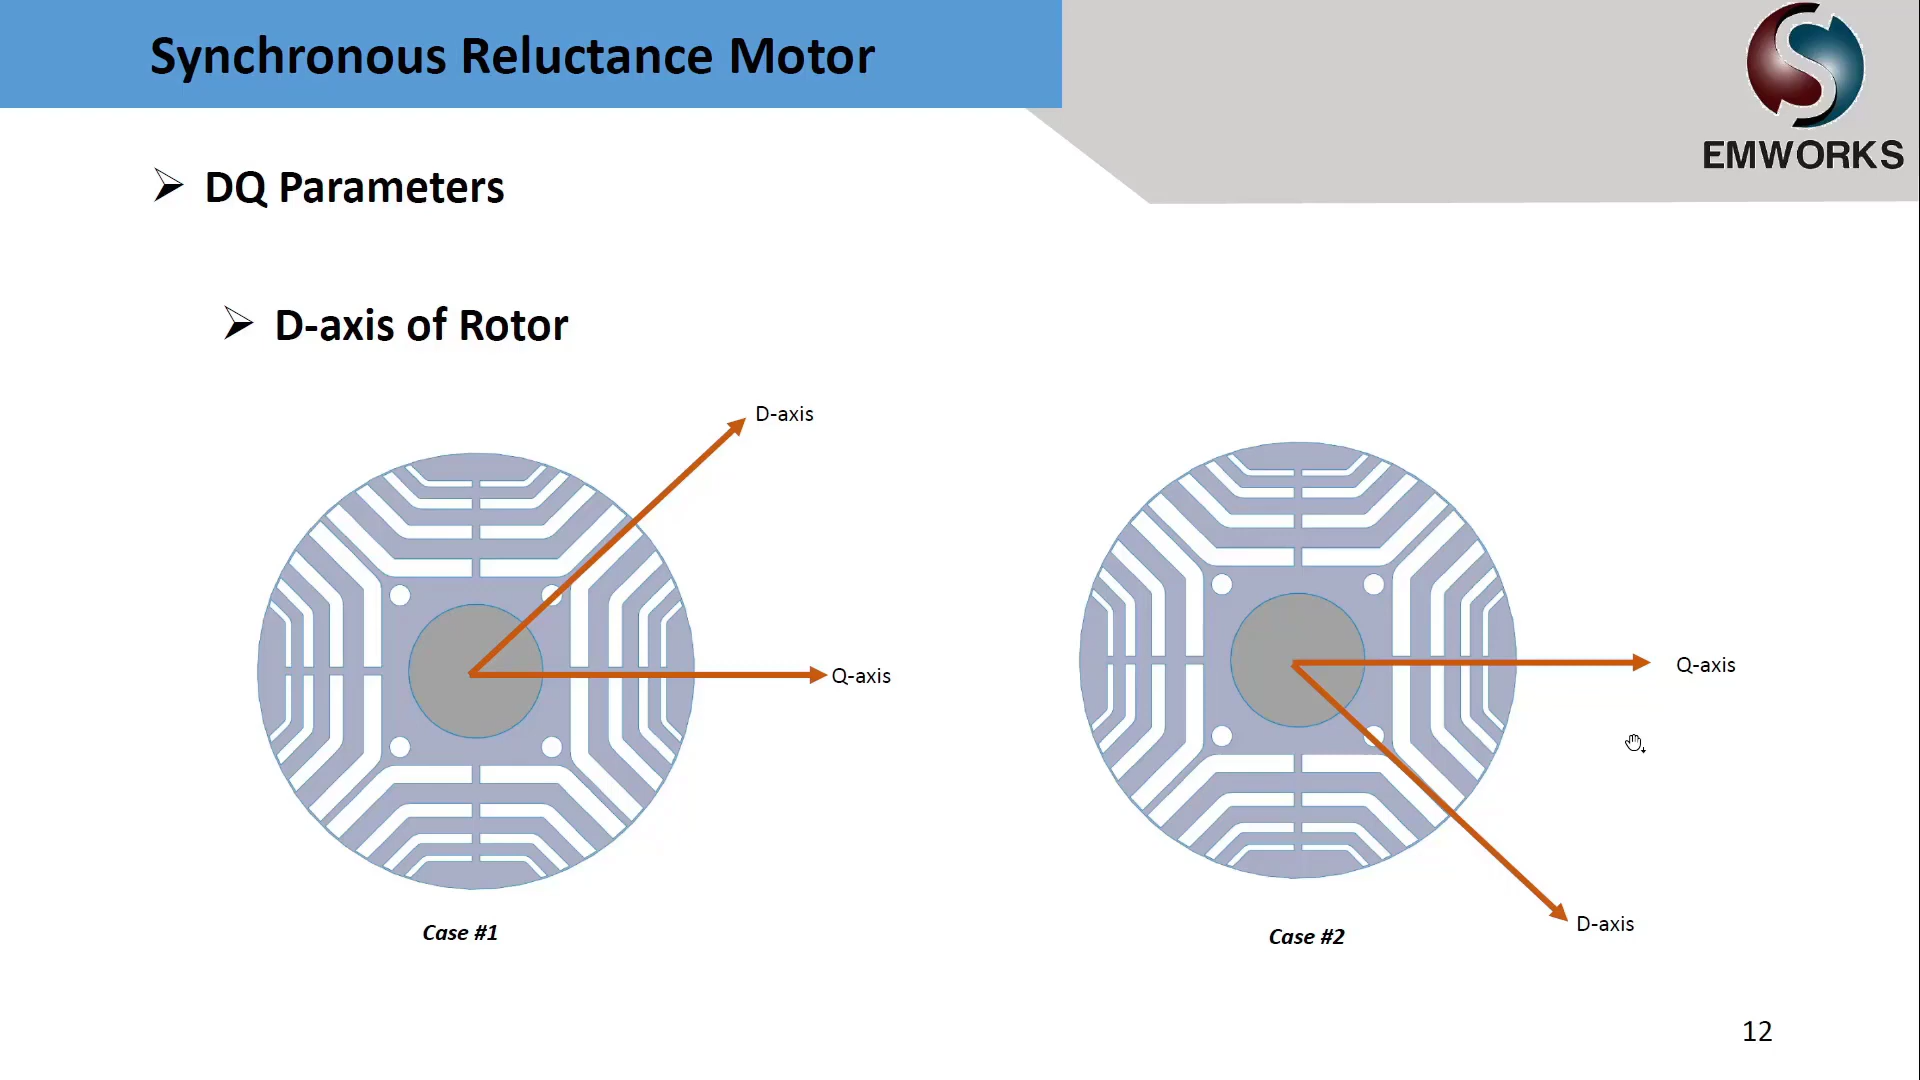 Synchronous Reluctance Motor
EMWORKS
DQ Parameters
D-axis of Rotor
D-axis
Q-axis
Case #1
Q-axis
D-axis
Case #2
12